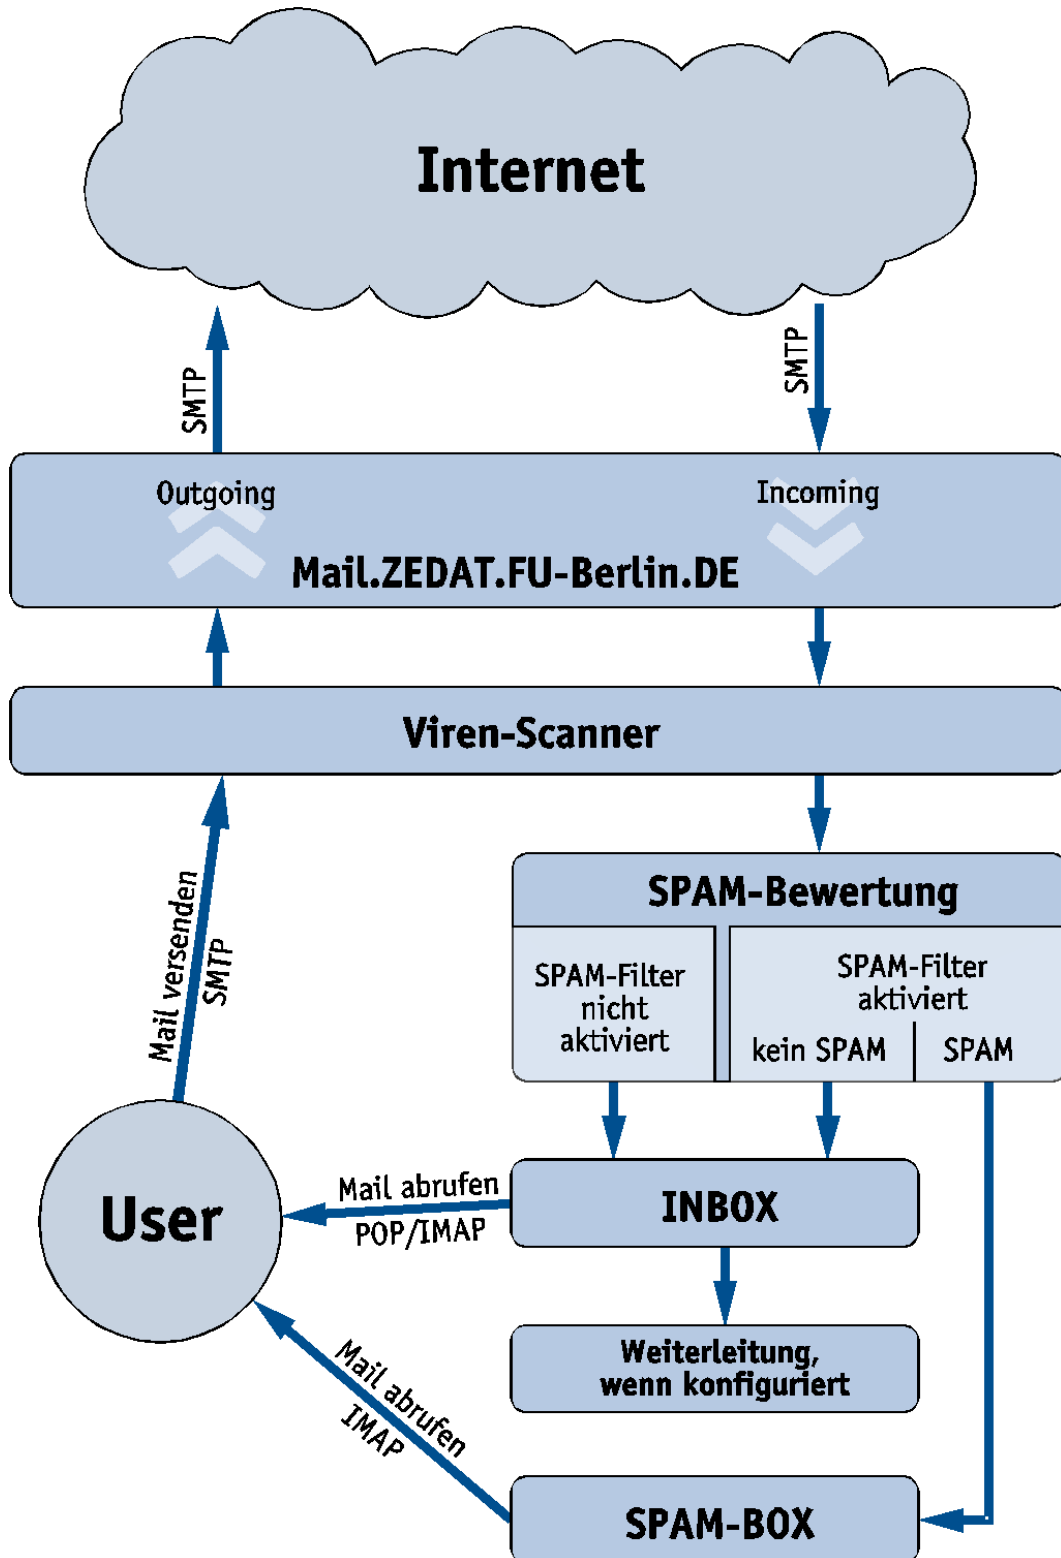 Internet
SMTP
SMTP
Outgoing
Incoming
Mail.ZEDAT.FU-Berlin.DE
Viren-Scanner
Mail versenden
SMTP
SPAM-Bewertung
SPAM-Filter
nicht
aktiviert
SPAM-Filter
aktiviert
kein SPAM
SPAM
User
Mail abrufen
POP/IMAP
INBOX
Weiterleitung,
wenn konfiguriert
Mail abrufen
IMAP
SPAM-BOX